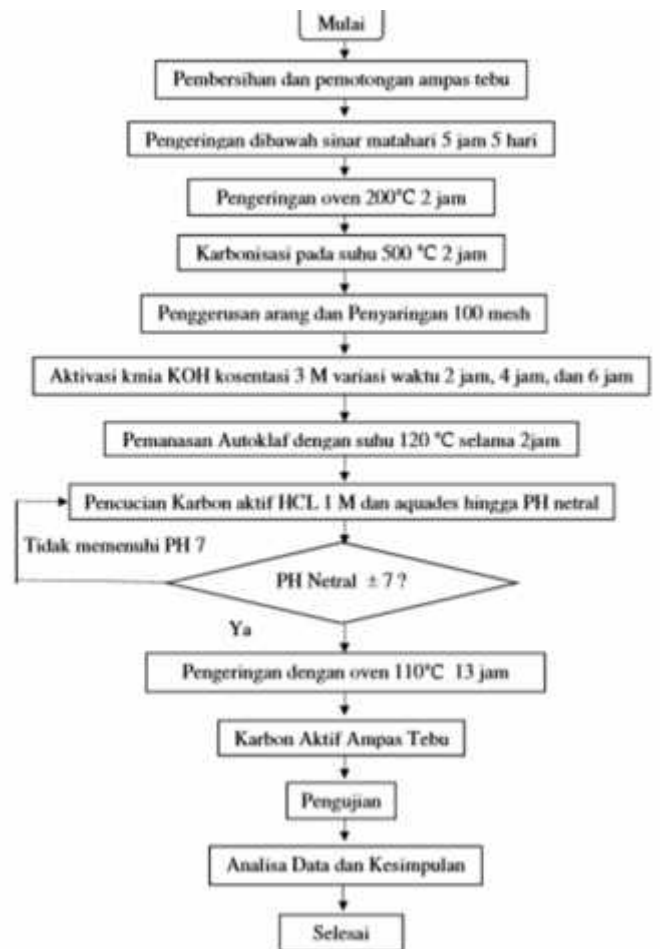 Mulai
Pembersihan dan pemotongan ampas tebu
Pengeringan dibawah sinar matahari 5 jam 5 hari
Pengeringan oven 200°C 2 jam
Karbonisasi pada suhu 500 °C 2 jam
Penggerusan arang dan Penyaringan 100 mesh
Aktivasi kmia KOH kosentasi 3 M variasi waktu 2 jam, 4 jam, dan 6 jam
Pemanasan Autoklaf dengan suhu 120 °C selama 2jam
Pencucian Karbon aktif HCL 1 M dan aquades hingga PH netral
Tidak memenuhi PH 7
PH Netral ± 7 ?
Ya
Pengeringan dengan oven 110°C 13 jam
Karbon Aktif Ampas Tebu
Pengujian
Analisa Data dan Kesimpulan
Selesai